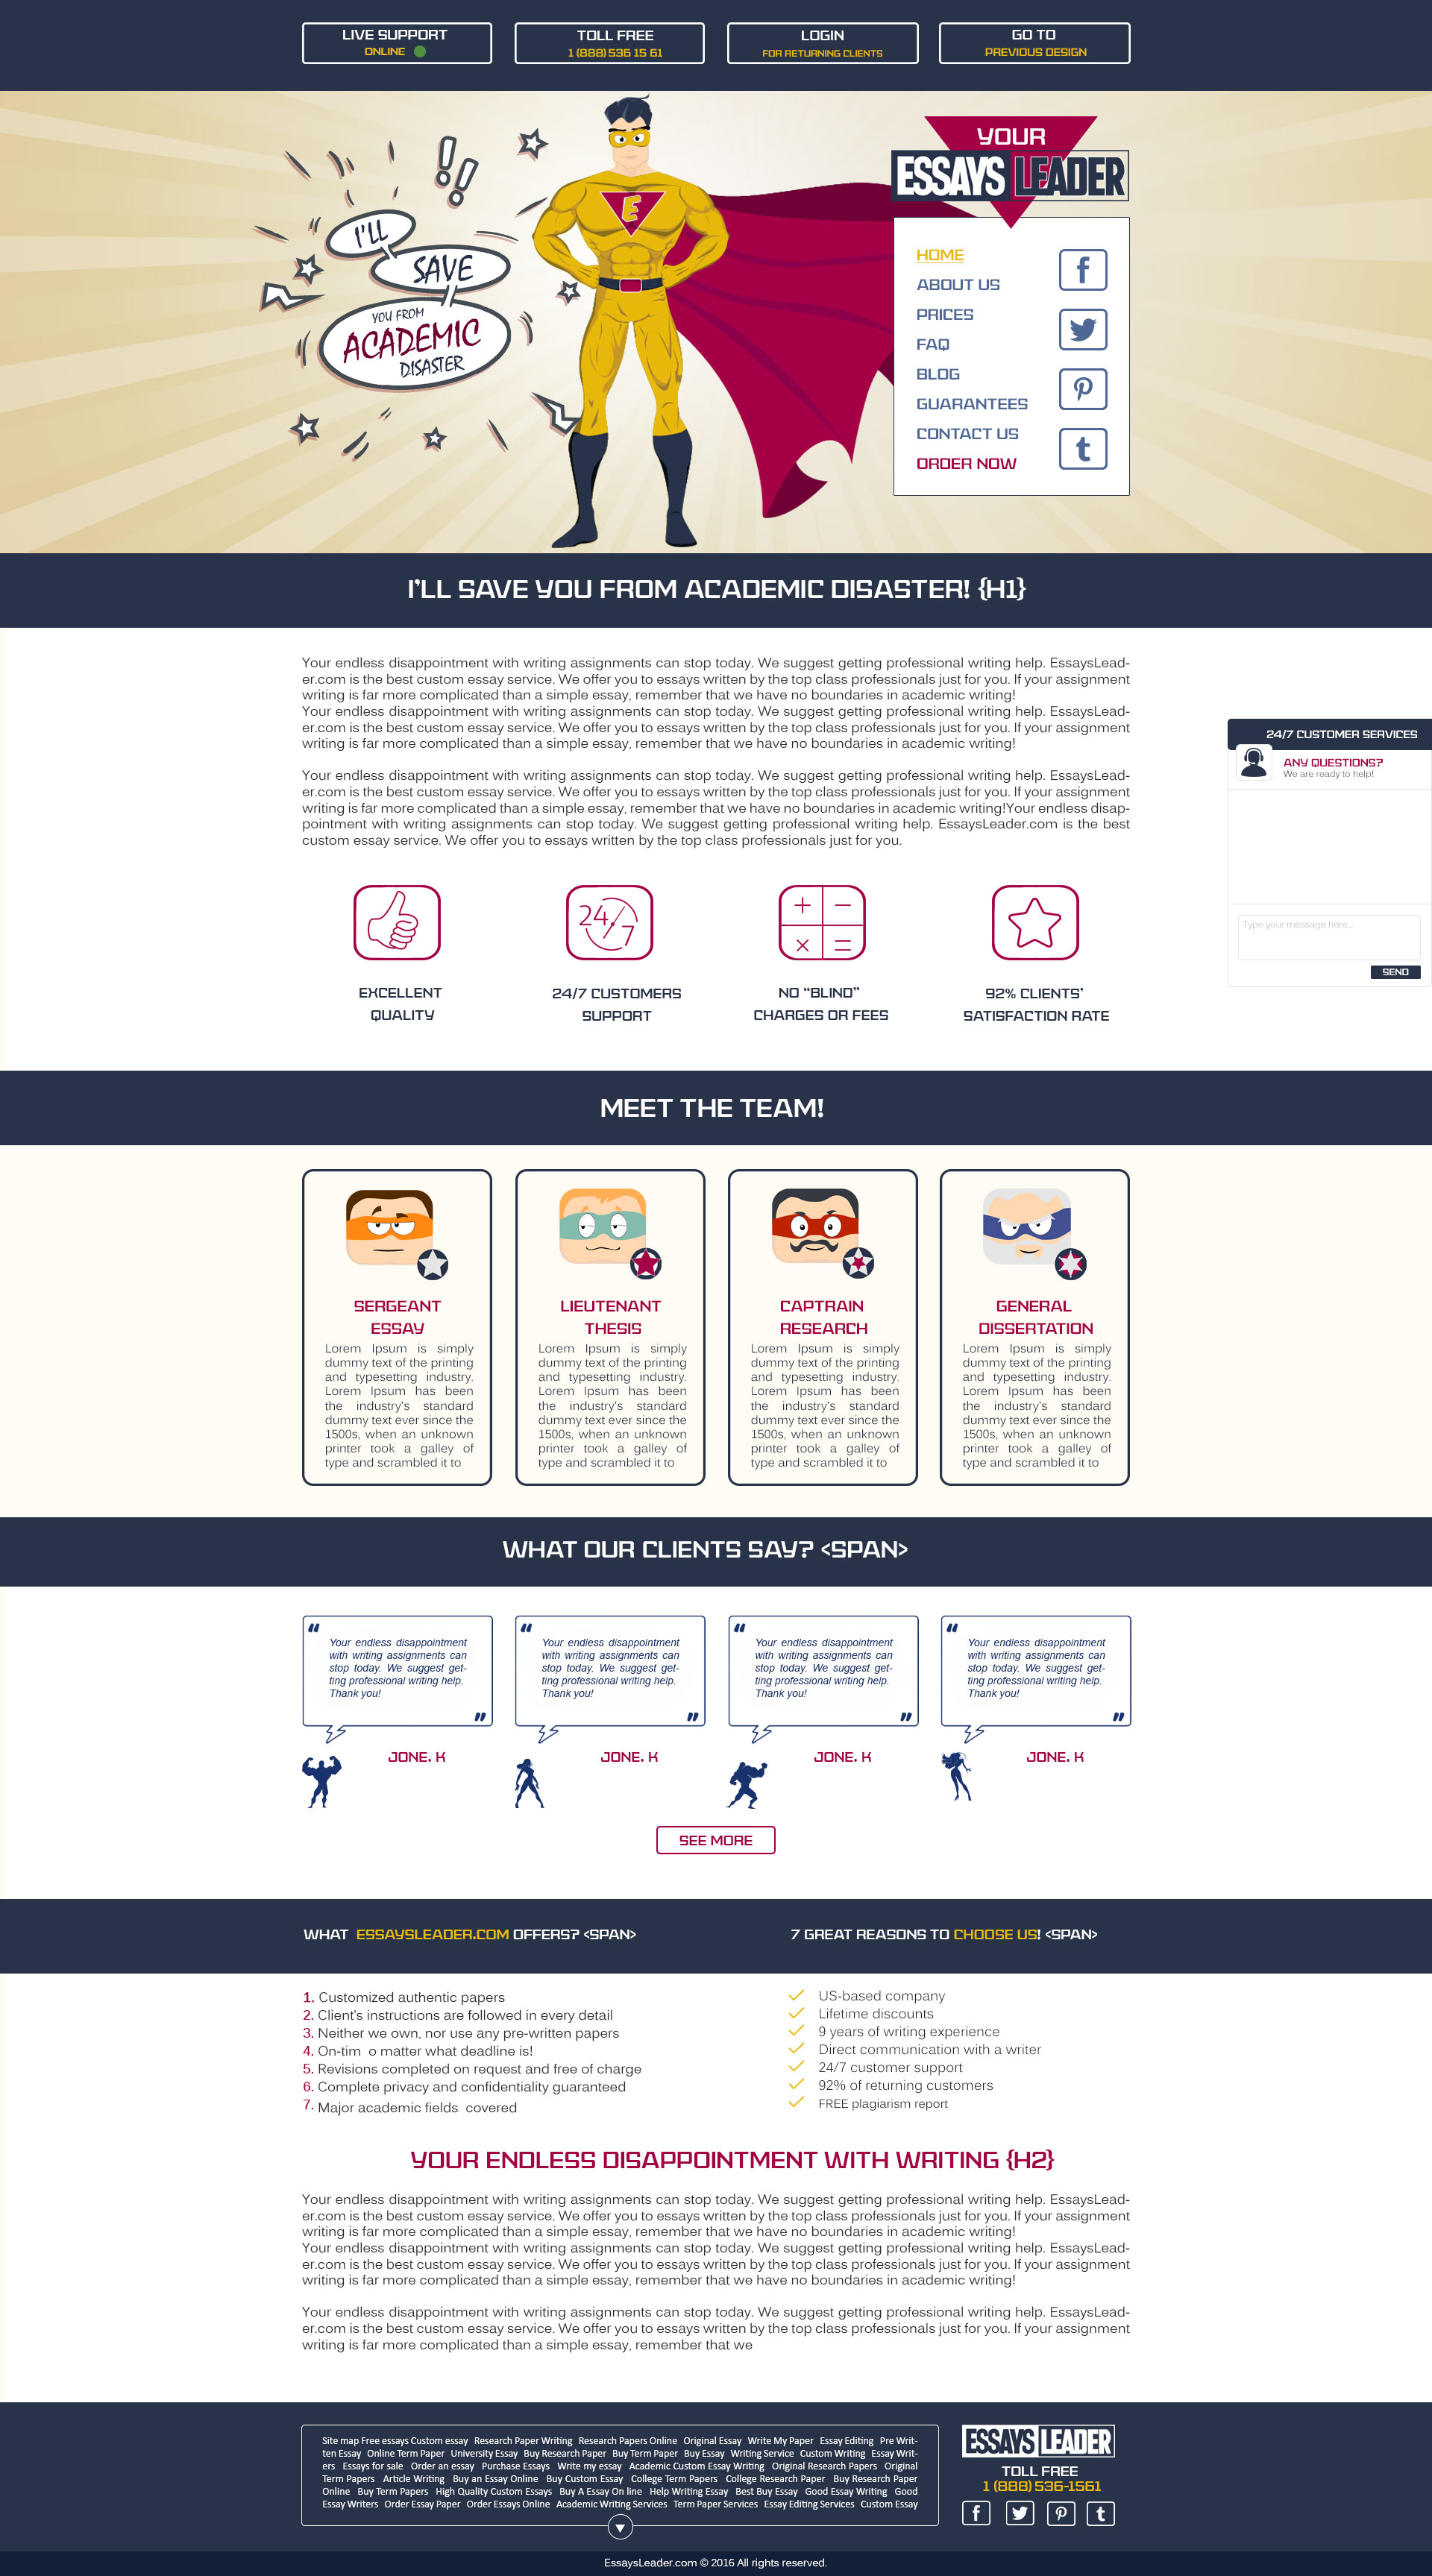 LIVE SUPPORT
ONLINE
TOLL FREE
1 (888) 536 15 61
LOGIN
FOR RETURNING CLIENTS
GO TO
PREVIOUS DESIGN
!!
I'LL
SAVE
YOU FROM
ACADEMIC
DISASTER
E
YOUR
ESSAYS LEADER
HOME
ABOUT US
PRICES
FAQ
BLOG
GUARANTEES
CONTACT US
ORDER NOW
I'LL SAVE YOU FROM ACADEMIC DISASTER! {H1}
Your endless disappointment with writing assignments can stop today. We suggest getting professional writing help. EssaysLead-
er.com is the best custom essay service. We offer you to essays written by the top class professionals just for you. If your assignment
writing is far more complicated than a simple essay, remember that we have no boundaries in academic writing!
Your endless disappointment with writing assignments can stop today. We suggest getting professional writing help. EssaysLead-
er.com is the best custom essay service. We offer you to essays written by the top class professionals just for you. If your assignment
writing is far more complicated than a simple essay, remember that we have no boundaries in academic writing!
Your endless disappointment with writing assignments can stop today. We suggest getting professional writing help. EssaysLead-
er.com is the best custom essay service. We offer you to essays written by the top class professionals just for you. If your assignment
writing is far more complicated than a simple essay, remember that we have no boundaries in academic writing!Your endless disap-
pointment with writing assignments can stop today. We suggest getting professional writing help. EssaysLeader.com is the best
custom essay service. We offer you to essays written by the top class professionals just for you.
24/7 CUSTOMER SERVICES
ANY QUESTIONS?
We are ready to help!
Type your message here...
SEND
24/7
EXCELLENT
QUALITY
24/7 CUSTOMERS
SUPPORT
NO “BLIND”
CHARGES OR FEES
92% CLIENTS’
SATISFACTION RATE
MEET THE TEAM!
SERGEANT
ESSAY
Lorem Ipsum is simply
dummy text of the printing
and typesetting industry.
Lorem Ipsum has been
the industry's standard
dummy text ever since the
1500s, when an unknown
printer took a galley of
type and scrambled it to
LIEUTENANT
THESIS
Lorem Ipsum is simply
dummy text of the printing
and typesetting industry.
Lorem Ipsum has been
the industry's standard
dummy text ever since the
1500s, when an unknown
printer took a galley of
type and scrambled it to
CAPTRAIN
RESEARCH
Lorem Ipsum is simply
dummy text of the printing
and typesetting industry.
Lorem Ipsum has been
the industry's standard
dummy text ever since the
1500s, when an unknown
printer took a galley of
type and scrambled it to
GENERAL
DISSERTATION
Lorem Ipsum is simply
dummy text of the printing
and typesetting industry.
Lorem Ipsum has been
the industry's standard
dummy text ever since the
1500s, when an unknown
printer took a galley of
type and scrambled it to
WHAT OUR CLIENTS SAY? <SPAN>
“ Your endless disappointment
with writing assignments can
stop today. We suggest get-
ting professional writing help.
Thank you! ”
JONE. K
“ Your endless disappointment
with writing assignments can
stop today. We suggest get-
ting professional writing help.
Thank you! ”
JONE. K
“ Your endless disappointment
with writing assignments can
stop today. We suggest get-
ting professional writing help.
Thank you! ”
JONE. K
“ Your endless disappointment
with writing assignments can
stop today. We suggest get-
ting professional writing help.
Thank you! ”
JONE. K
SEE MORE
WHAT ESSAYSLEADER.COM OFFERS? <SPAN>
1. Customized authentic papers
2. Client's instructions are followed in every detail
3. Neither we own, nor use any pre-written papers
4. On-tim o matter what deadline is!
5. Revisions completed on request and free of charge
6. Complete privacy and confidentiality guaranteed
7. Major academic fields covered
7 GREAT REASONS TO CHOOSE US! <SPAN>
US-based company
Lifetime discounts
9 years of writing experience
Direct communication with a writer
24/7 customer support
92% of returning customers
FREE plagiarism report
YOUR ENDLESS DISAPPOINTMENT WITH WRITING {H2}
Your endless disappointment with writing assignments can stop today. We suggest getting professional writing help. EssaysLead-
er.com is the best custom essay service. We offer you to essays written by the top class professionals just for you. If your assignment
writing is far more complicated than a simple essay, remember that we have no boundaries in academic writing!
Your endless disappointment with writing assignments can stop today. We suggest getting professional writing help. EssaysLead-
er.com is the best custom essay service. We offer you to essays written by the top class professionals just for you. If your assignment
writing is far more complicated than a simple essay, remember that we have no boundaries in academic writing!
Your endless disappointment with writing assignments can stop today. We suggest getting professional writing help. EssaysLead-
er.com is the best custom essay service. We offer you to essays written by the top class professionals just for you. If your assignment
writing is far more complicated than a simple essay, remember that we
Site map Free essays Custom essay Research Paper Writing Research Papers Online Original Essay Write My Paper Essay Editing Pre Writ-
ten Essay Online Term Paper University Essay Buy Research Paper Buy Term Paper Buy Essay Writing Service Custom Writing Essay Writ-
ers Essays for sale Order an essay Purchase Essays Write my essay Academic Custom Essay Writing Original Research Papers Original
Term Papers Article Writing Buy an Essay Online Buy Custom Essay College Term Papers College Research Paper Buy Research Paper
Online Buy Term Papers High Quality Custom Essays Buy A Essay On line Help Writing Essay Best Buy Essay Good Essay Writing Good
Essay Writers Order Essay Paper Order Essays Online Academic Writing Services Term Paper Services Essay Editing Services Custom Essay
ESSAYS LEADER
TOLL FREE
1 (888) 536-1561
EssaysLeader.com © 2016 All rights reserved.